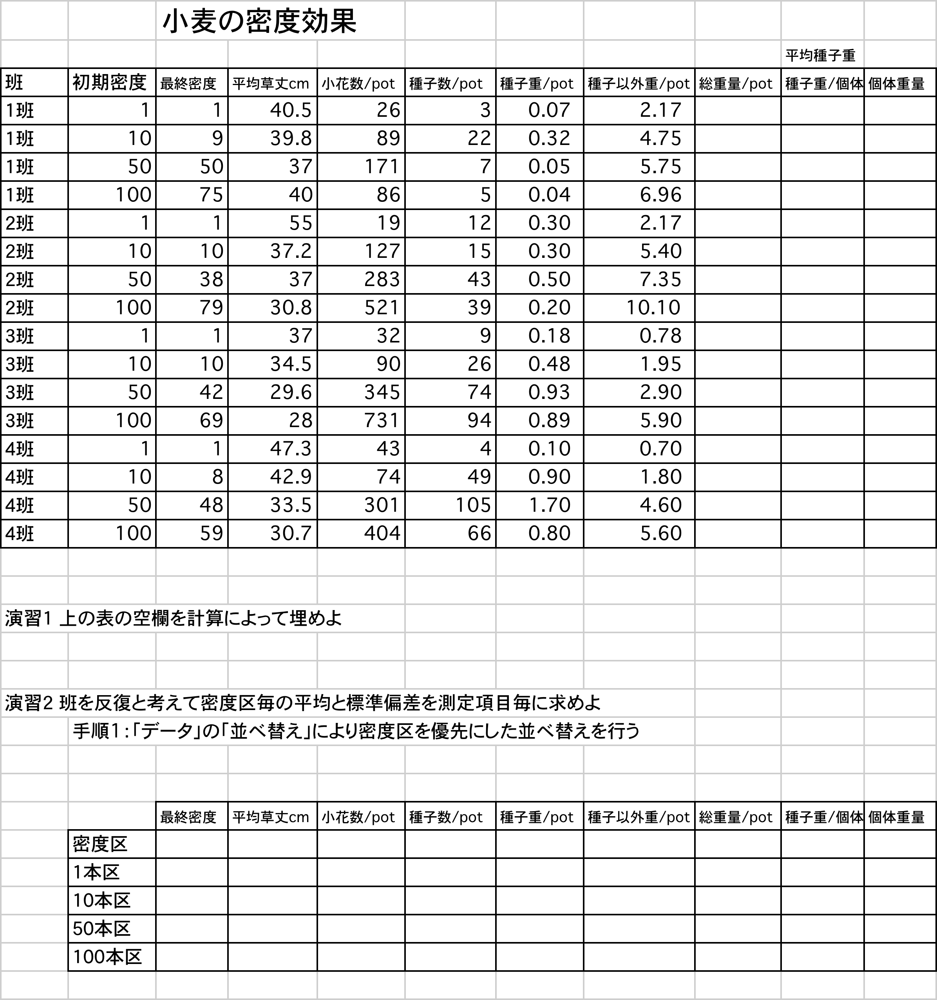 小麦の密度効果
平均種子重
班 初期密度 最終密度 平均草丈cm 小花数/pot 種子数/pot 種子重/pot 種子以外重/pot 総重量/pot 種子重/個体 個体重量
1班 1 1 40.5 26 3 0.07 2.17
1班 10 9 39.8 89 22 0.32 4.75
1班 50 50 37 171 7 0.05 5.75
1班 100 75 40 86 5 0.04 6.96
2班 1 1 55 19 12 0.30 2.17
2班 10 10 37.2 127 15 0.30 5.40
2班 50 38 37 283 43 0.50 7.35
2班 100 79 30.8 521 39 0.20 10.10
3班 1 1 37 32 9 0.18 0.78
3班 10 10 34.5 90 26 0.48 1.95
3班 50 42 29.6 345 74 0.93 2.90
3班 100 69 28 731 94 0.89 5.90
4班 1 1 47.3 43 4 0.10 0.70
4班 10 8 42.9 74 49 0.90 1.80
4班 50 48 33.5 301 105 1.70 4.60
4班 100 59 30.7 404 66 0.80 5.60
演習1 上の表の空欄を計算によって埋めよ
演習2 班を反復と考えて密度区毎の平均と標準偏差を測定項目毎に求めよ
手順1:「データ」の「並べ替え」により密度区を優先にした並べ替えを行う
最終密度 平均草丈cm 小花数/pot 種子数/pot 種子重/pot 種子以外重/pot 総重量/pot 種子重/個体 個体重量
密度区
1本区
10本区
50本区
100本区